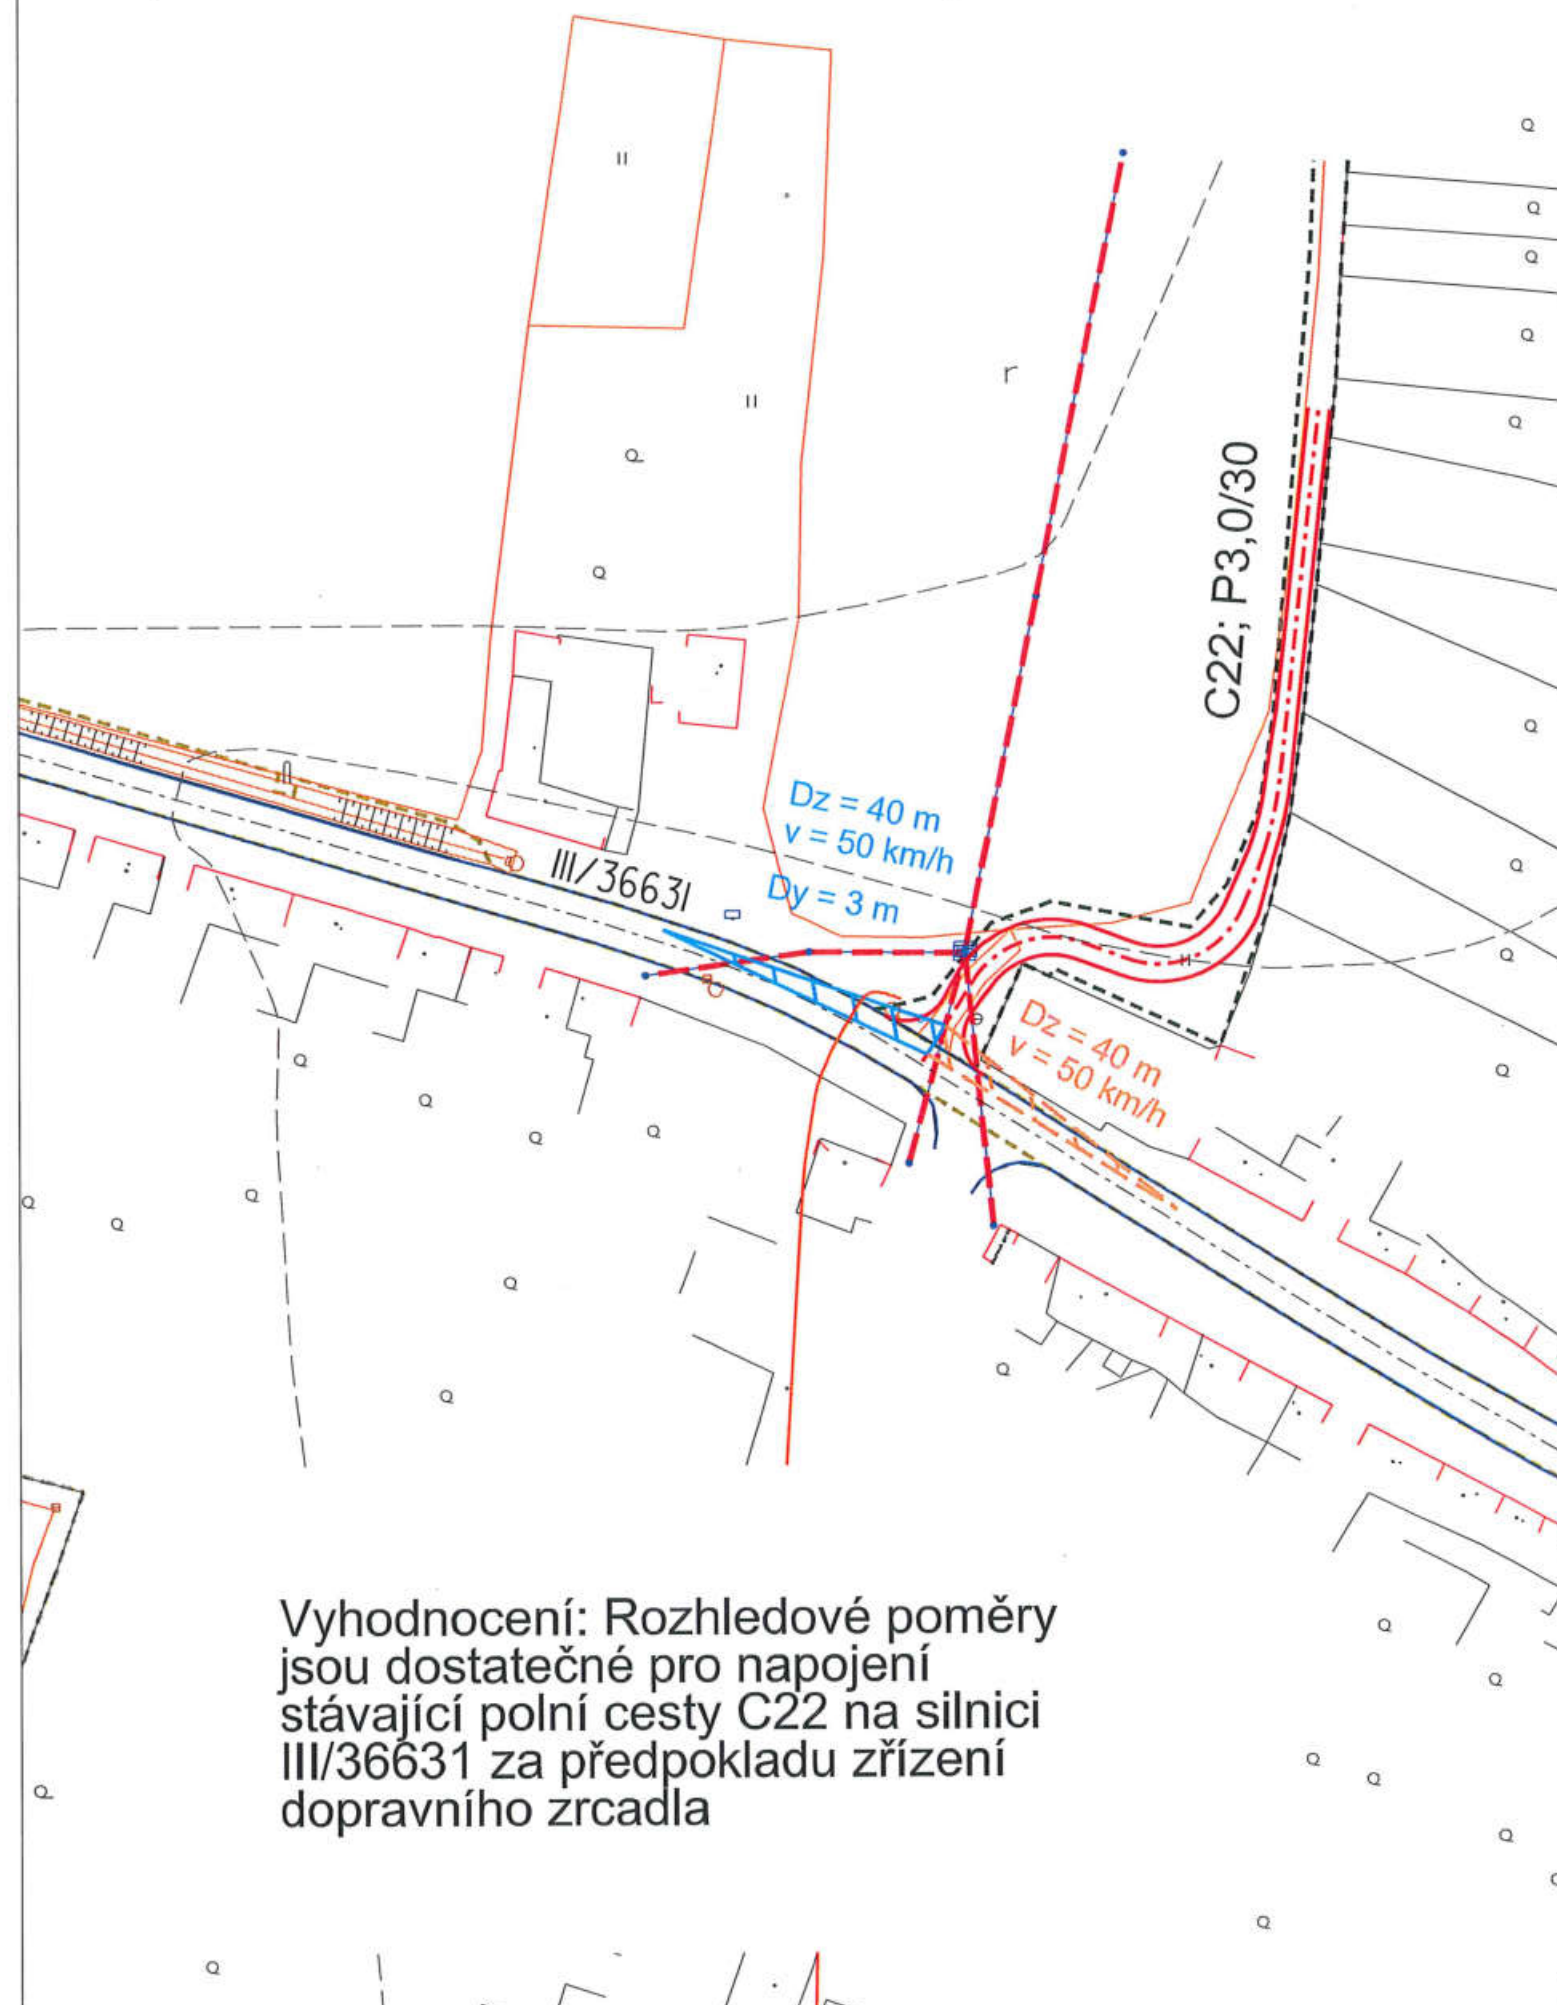 r
C22; P3,0/30
Dz = 40 m
v = 50 km/h
Dy = 3 m
III/36631
Dz = 40 m
v = 50 km/h
Vyhodnocení: Rozhledové poměry
jsou dostatečné pro napojení
stávající polní cesty C22 na silnici
III/36631 za předpokladu zřízení
dopravního zrcadla